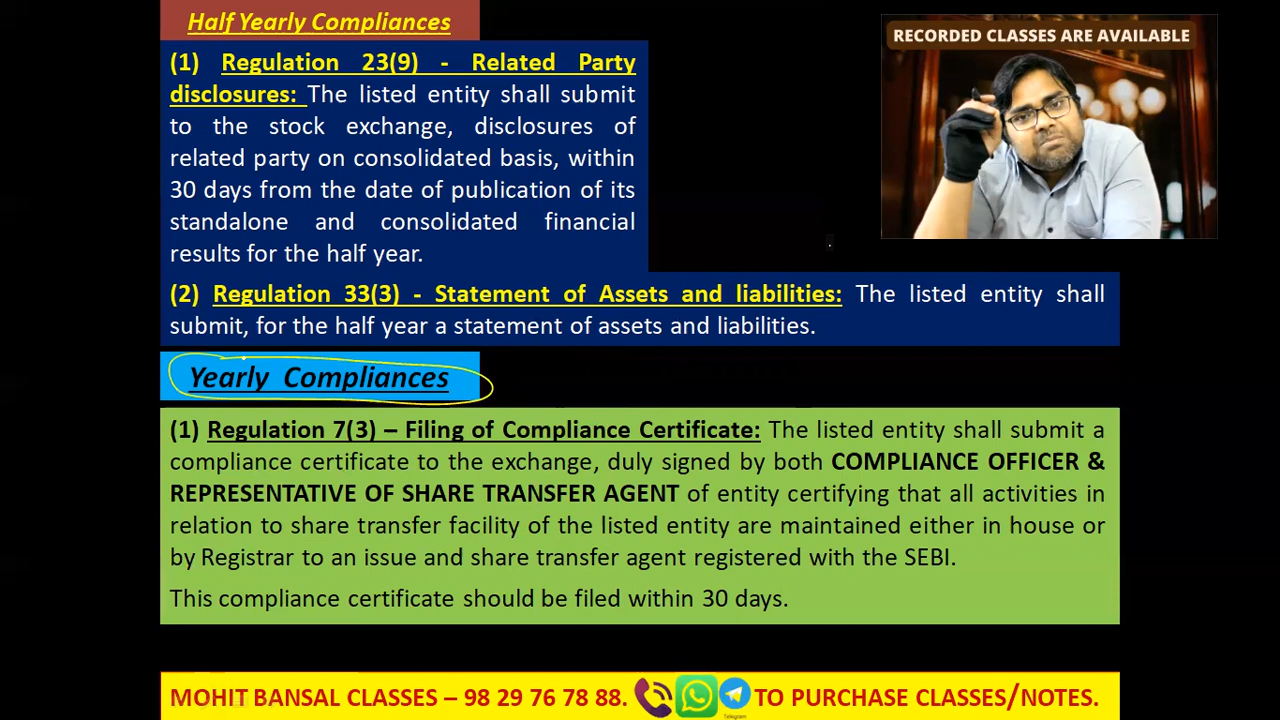 Half Yearly Compliances
RECORDED CLASSES ARE AVAILABLE
(1) Regulation 23(9) - Related Party
disclosures: The listed entity shall submit
to the stock exchange, disclosures of
related party on consolidated basis, within
30 days from the date of publication of its
standalone and consolidated financial
results for the half year.
(2) Regulation 33(3) - Statement of Assets and liabilities: The listed entity shall
submit, for the half year a statement of assets and liabilities.
Yearly Compliances
(1) Regulation 7(3) – Filing of Compliance Certificate: The listed entity shall submit a
compliance certificate to the exchange, duly signed by both COMPLIANCE OFFICER &
REPRESENTATIVE OF SHARE TRANSFER AGENT of entity certifying that all activities in
relation to share transfer facility of the listed entity are maintained either in house or
by Registrar to an issue and share transfer agent registered with the SEBI.
This compliance certificate should be filed within 30 days.
MOHIT BANSAL CLASSES – 98 29 76 78 88. TO PURCHASE CLASSES/NOTES.
Telegram